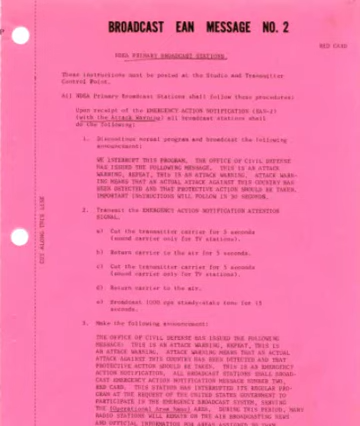 BROADCAST EAN MESSAGE NO. 2
RED CARD
NDEA PRIMARY BROADCAST STATIONS
These instructions must be posted at the Studio and Transmitter
Control Point.
All NDEA Primary Broadcast Stations shall follow these procedures:
Upon receipt of the EMERGENCY ACTION NOTIFICATION
(with the Attack Warning) all broadcast stations shall
do the following:
1. Discontinue normal program and broadcast the following
announcement:
WE INTERRUPT THIS PROGRAM. THE OFFICE OF CIVIL DEFENSE
HAS ISSUED THE FOLLOWING MESSAGE. THIS IS AN ATTACK
WARNING, REPEAT, THIS IS AN ATTACK WARNING. ATTACK WARN-
ING MEANS THAT AN ACTUAL ATTACK AGAINST THIS COUNTRY HAS
BEEN DETECTED AND THAT PROTECTIVE ACTION SHOULD BE TAKEN.
IMPORTANT INSTRUCTIONS WILL FOLLOW IN 30 SECONDS.
2. Transmit the EMERGENCY ACTION NOTIFICATION ATTENTION
SIGNAL.
a) Cut the transmitter carrier for 5 seconds
(sound carrier only for TV stations).
b) Return carrier to the air for 5 seconds.
c) Cut the transmitter carrier for 5 seconds
(sound carrier only for TV stations).
d) Return carrier to the air.
e) Broadcast 1000 cps steady-state tone for 15
seconds.
3. Make the following announcement:
THE OFFICE OF CIVIL DEFENSE HAS ISSUED THE FOLLOWING
MESSAGE: THIS IS AN ATTACK WARNING, REPEAT, THIS IS
AN ATTACK WARNING. ATTACK WARNING MEANS THAT AN ACTUAL
ATTACK AGAINST THIS COUNTRY HAS BEEN DETECTED AND THAT
PROTECTIVE ACTION SHOULD BE TAKEN. THIS IS AN EMERGENCY
ACTION NOTIFICATION. ALL BROADCAST STATIONS SHALL BROAD-
CAST EMERGENCY ACTION NOTIFICATION MESSAGE NUMBER TWO,
RED CARD. THIS STATION HAS INTERRUPTED ITS REGULAR PRO-
GRAM AT THE REQUEST OF THE UNITED STATES GOVERNMENT TO
PARTICIPATE IN THE EMERGENCY BROADCAST SYSTEM, SERVING
THE (Operational Area Name) AREA. DURING THIS PERIOD, MANY
RADIO STATIONS WILL REMAIN ON THE AIR BROADCASTING NEWS
AND OFFICIAL INFORMATION FOR AREAS ASSIGNED
CUT ALONG THIS LINE